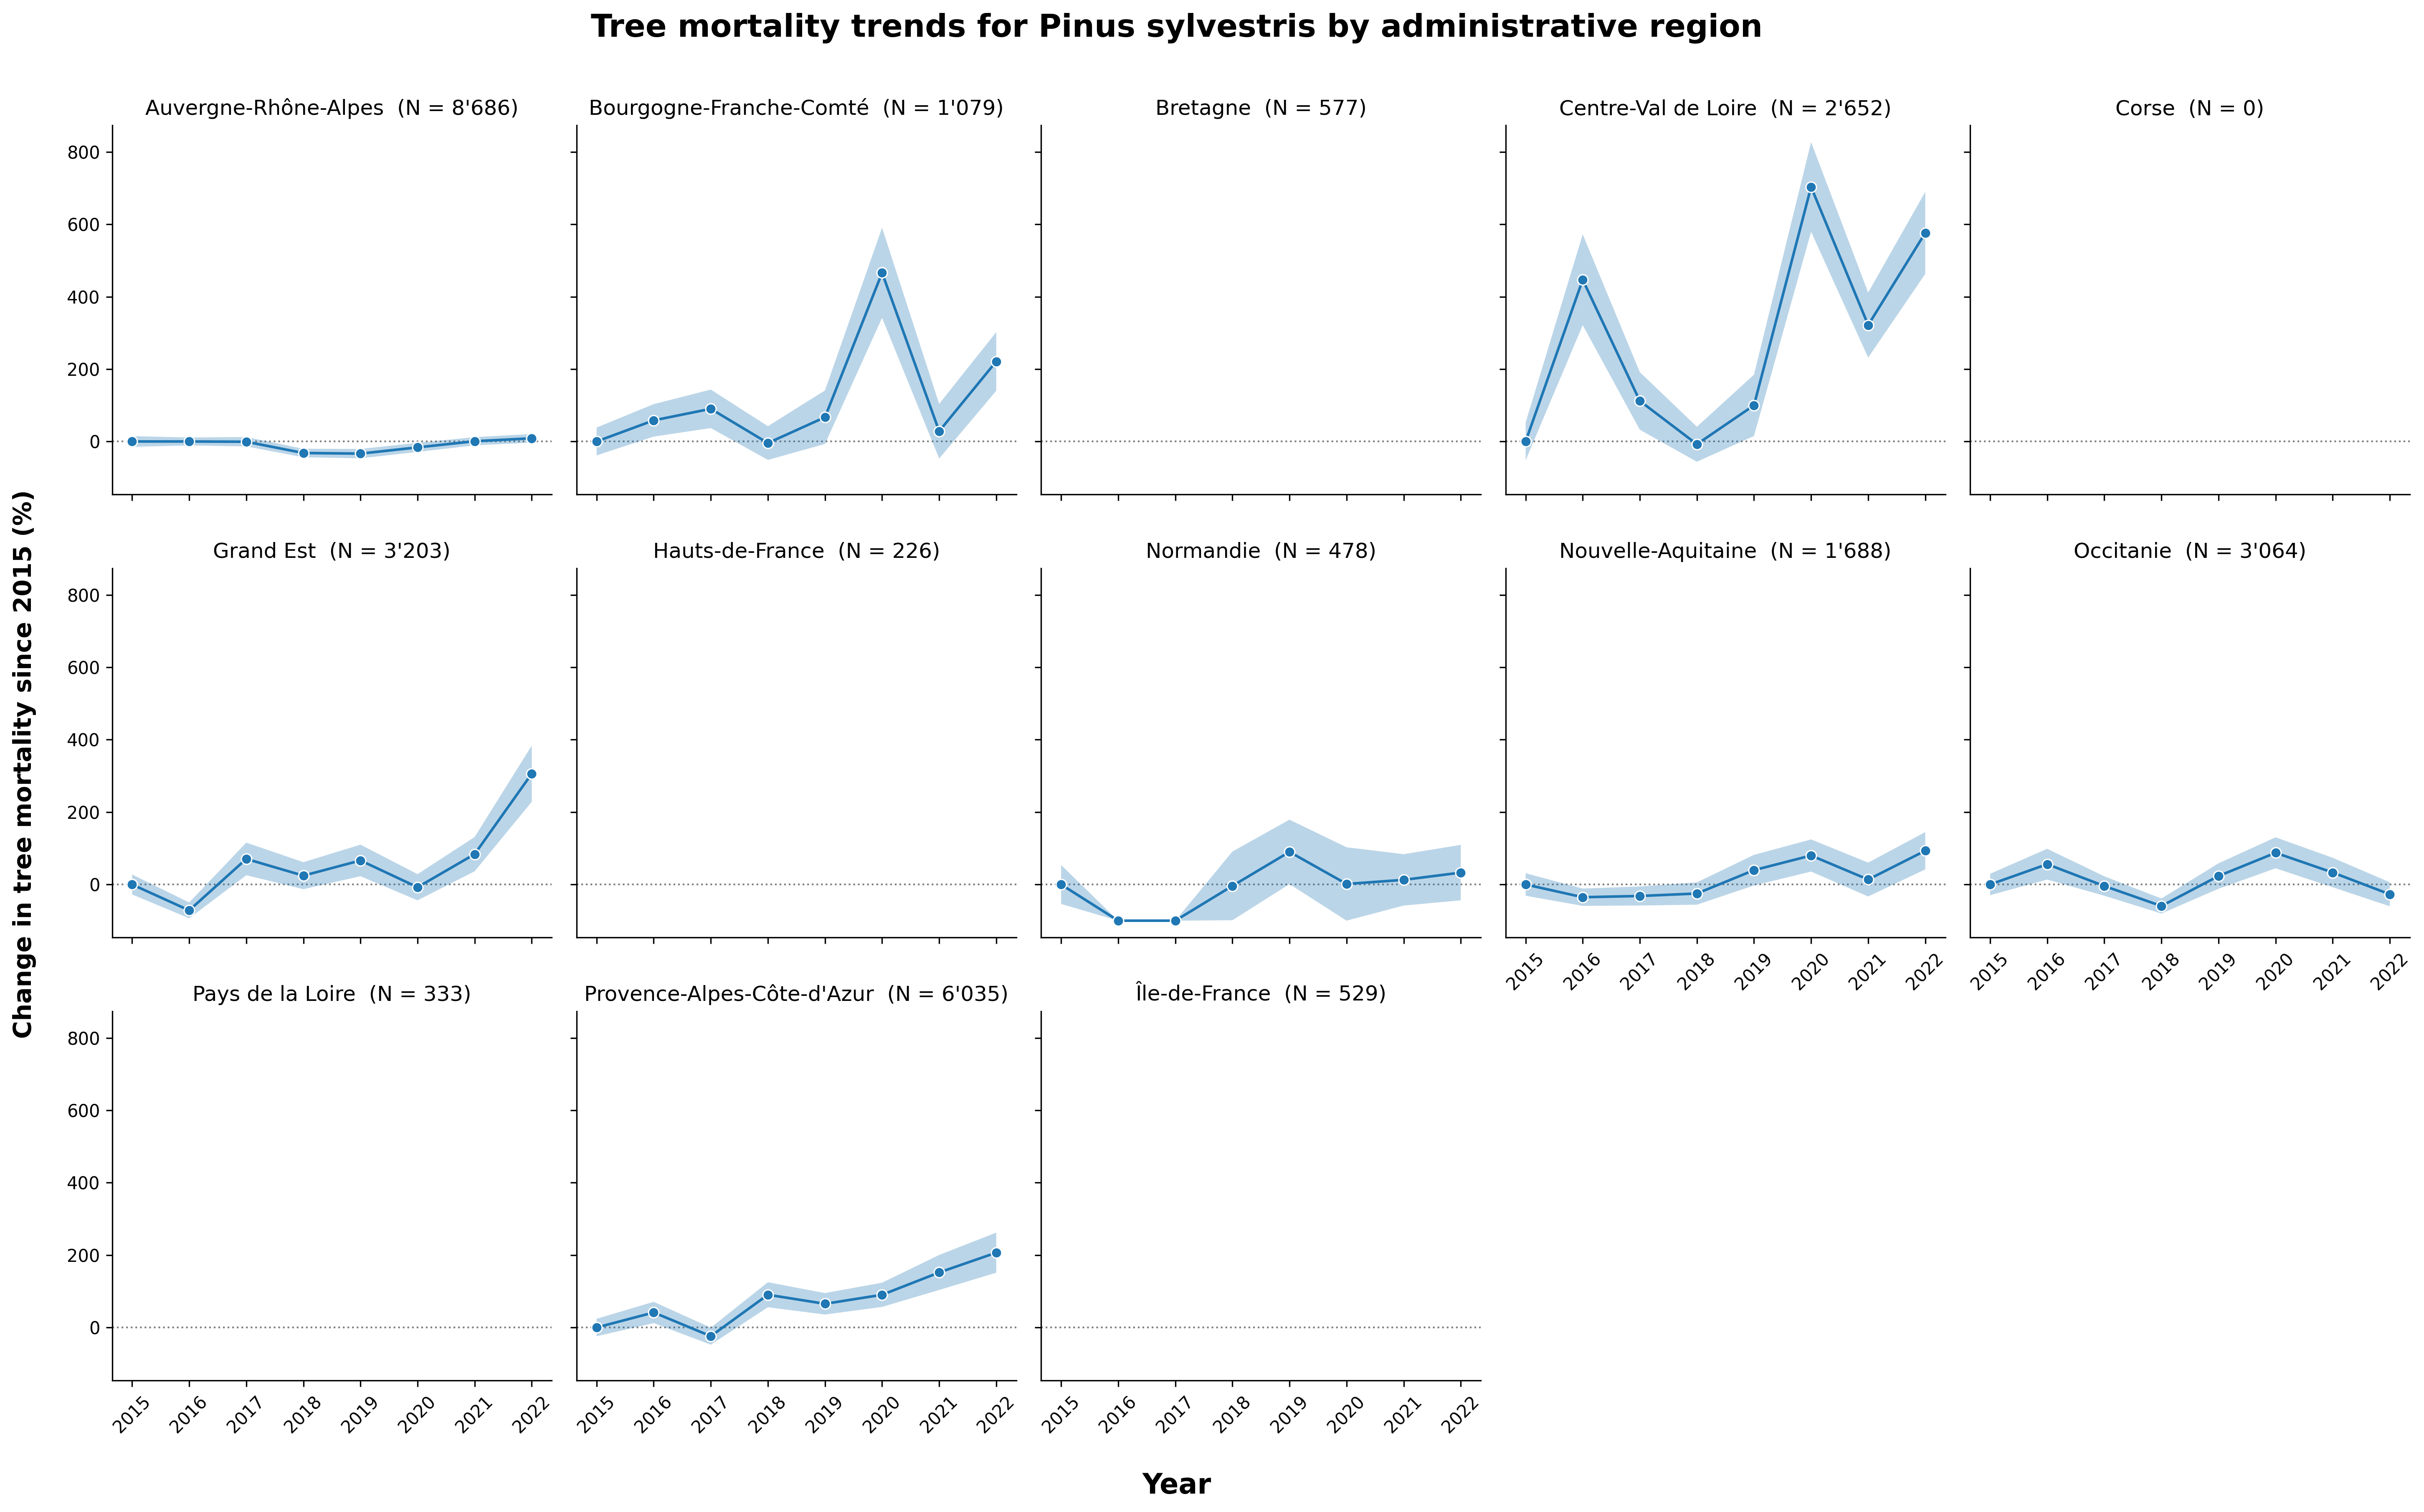 Tree mortality trends for Pinus sylvestris by administrative region
Change in tree mortality since 2015 (%)
Auvergne-Rhône-Alpes (N = 8'686)
800
600
400
200
0
Bourgogne-Franche-Comté (N = 1'079)
Bretagne (N = 577)
Centre-Val de Loire (N = 2'652)
Corse (N = 0)
Grand Est (N = 3'203)
800
600
400
200
0
Hauts-de-France (N = 226)
Normandie (N = 478)
Nouvelle-Aquitaine (N = 1'688)
2015 2016 2017 2018 2019 2020 2021 2022
Occitanie (N = 3'064)
2015 2016 2017 2018 2019 2020 2021 2022
Pays de la Loire (N = 333)
800
600
400
200
0
2015 2016 2017 2018 2019 2020 2021 2022
Provence-Alpes-Côte-d'Azur (N = 6'035)
2015 2016 2017 2018 2019 2020 2021 2022
Île-de-France (N = 529)
2015 2016 2017 2018 2019 2020 2021 2022
Year